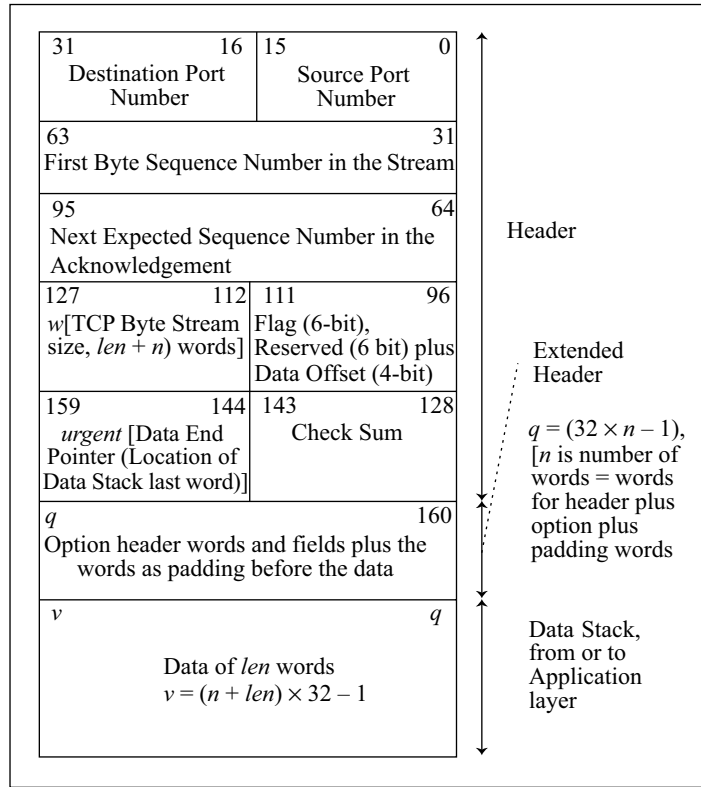 31 16 15 0
Destination Port
Number
Source Port
Number
63 31
First Byte Sequence Number in the Stream
95 64
Next Expected Sequence Number in the
Acknowledgement
127 112 111 96
w[TCP Byte Stream
size, len + n) words]
Flag (6-bit),
Reserved (6 bit) plus
Data Offset (4-bit)
159 144 143 128
urgent [Data End
Pointer (Location of
Data Stack last word)]
Check Sum
q 160
Option header words and fields plus the
words as padding before the data
v q
Data of len words
v = (n + len) × 32 – 1
Header
Extended
Header
q = (32 × n – 1),
[n is number of
words = words
for header plus
option plus
padding words
Data Stack,
from or to
Application
layer